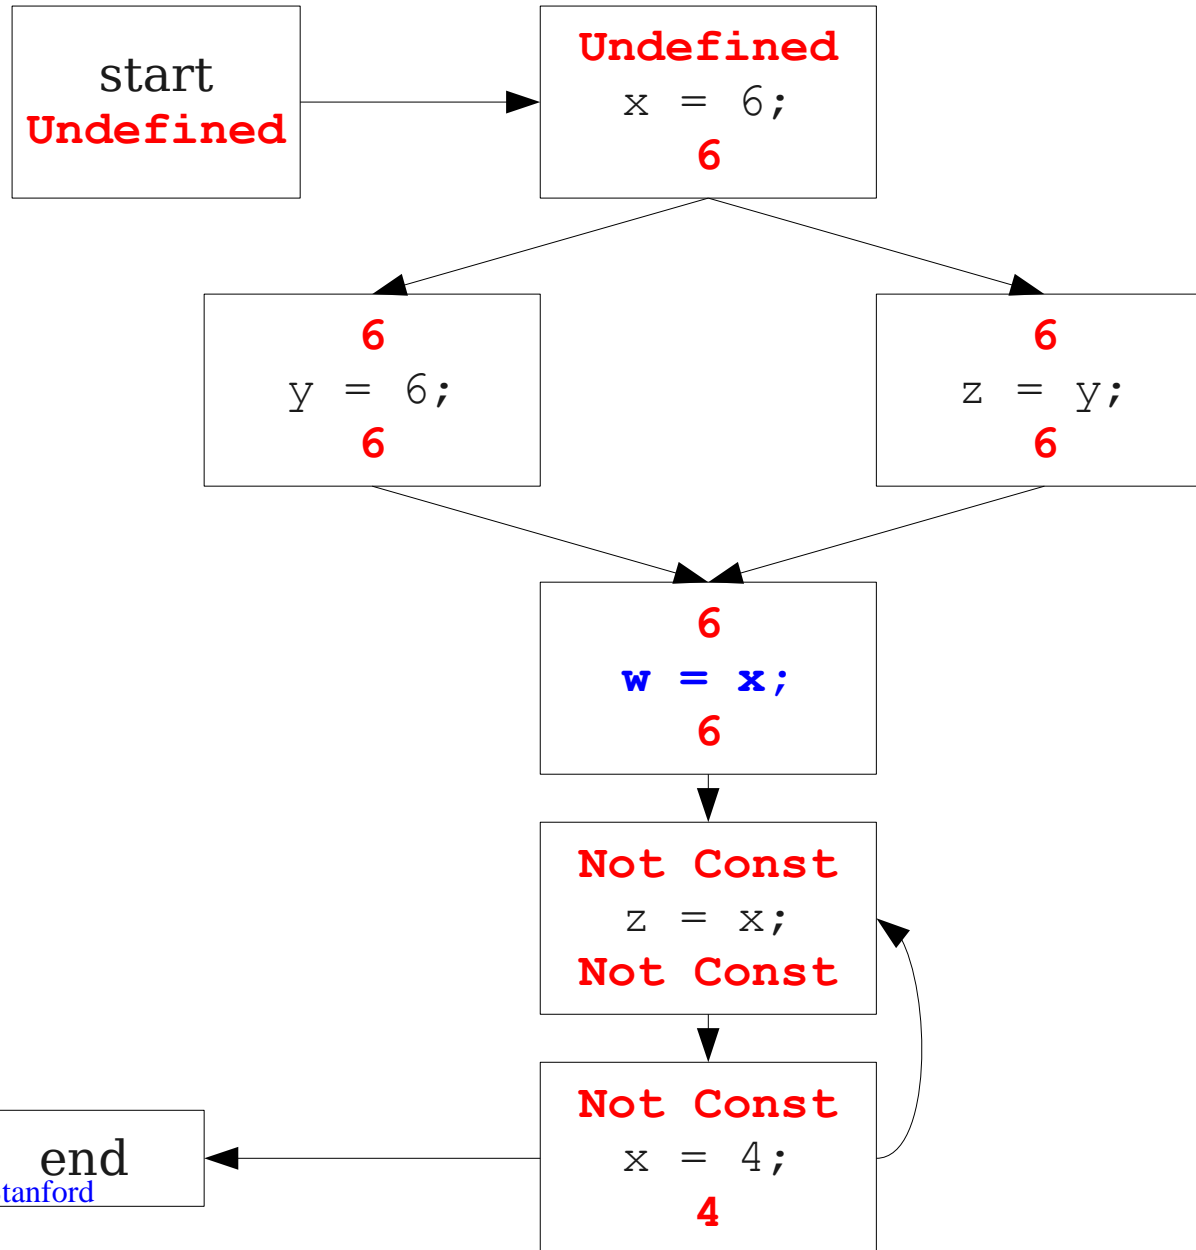 start
Undefined
Undefined
x = 6;
6
6
y = 6;
6
6
z = y;
6
6
w = x;
6
Not Const
z = x;
Not Const
Not Const
x = 4;
4
end
tanford